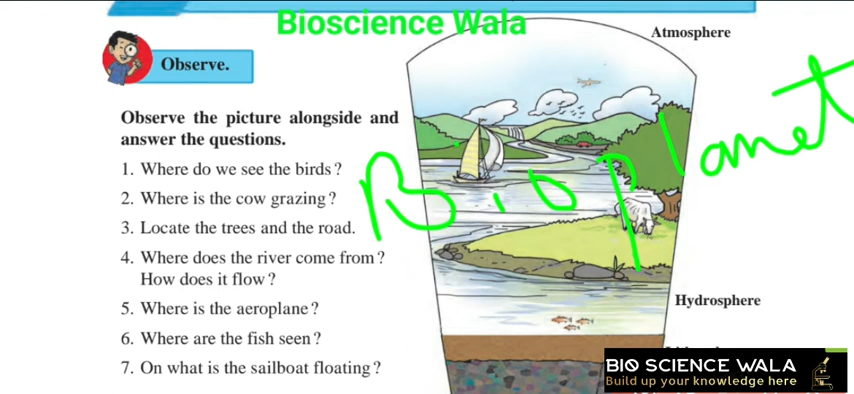 Bioscience Wala
Atmosphere
Observe.
Observe the picture alongside and
answer the questions.
1. Where do we see the birds?
2. Where is the cow grazing?
3. Locate the trees and the road.
4. Where does the river come from?
How does it flow?
5. Where is the aeroplane?
6. Where are the fish seen?
7. On what is the sailboat floating?
Bioplanet
Hydrosphere
BIO SCIENCE WALA
Build up your knowledge here